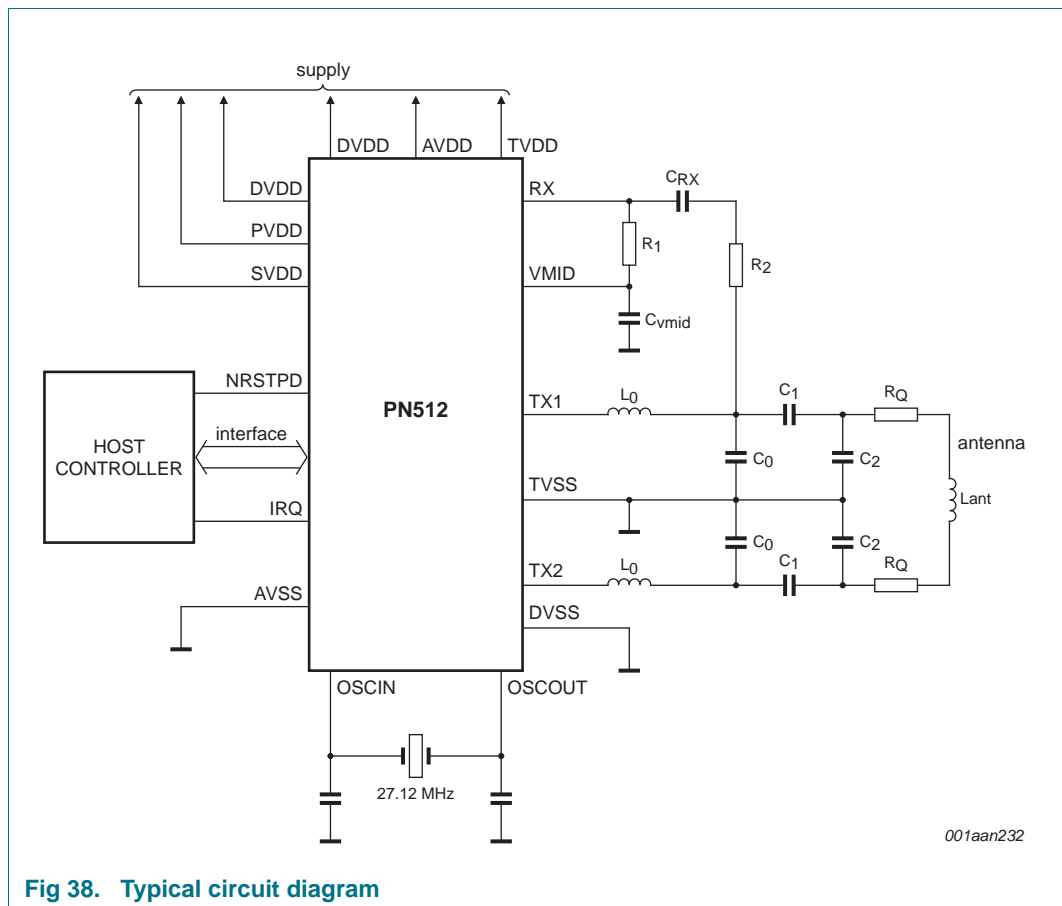 supply
DVDD
AVDD
TVDD
DVDD
PVDD
SVDD
RX
CRX
R1
R2
VMID
Cvmid
NRSTPD
PN512
TX1
L0
C1
RQ
HOST
CONTROLLER
interface
antenna
C0
C2
TVSS
Lant
IRQ
C0
C2
TX2
L0
C1
RQ
AVSS
DVSS
OSCIN
OSCOUT
27.12 MHz
001aan232
Fig 38. Typical circuit diagram